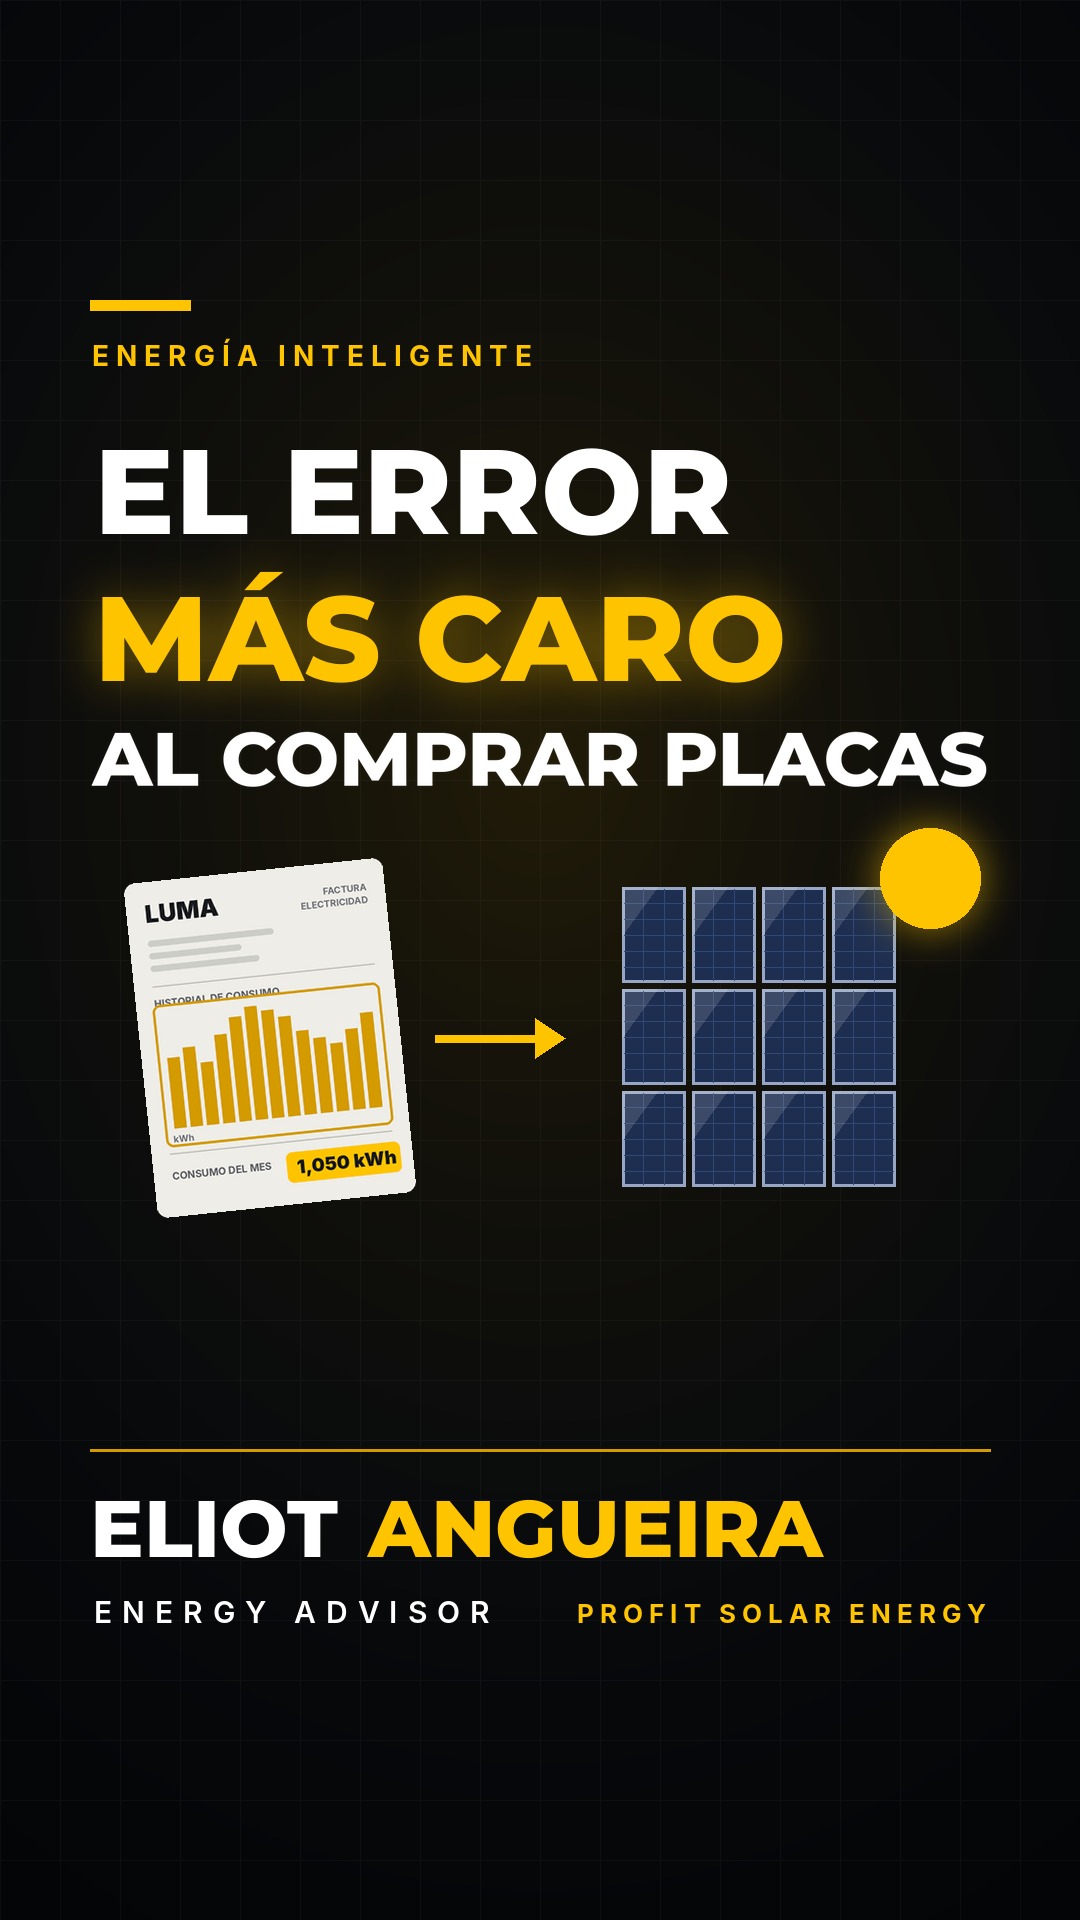 ENERGÍA INTELIGENTE
EL ERROR
MÁS CARO
AL COMPRAR PLACAS
LUMA
FACTURA
ELECTRICIDAD
HISTORIAL DE CONSUMO
kWh
CONSUMO DEL MES
1,050 kWh
ELIOT ANGUEIRA
ENERGY ADVISOR
PROFIT SOLAR ENERGY